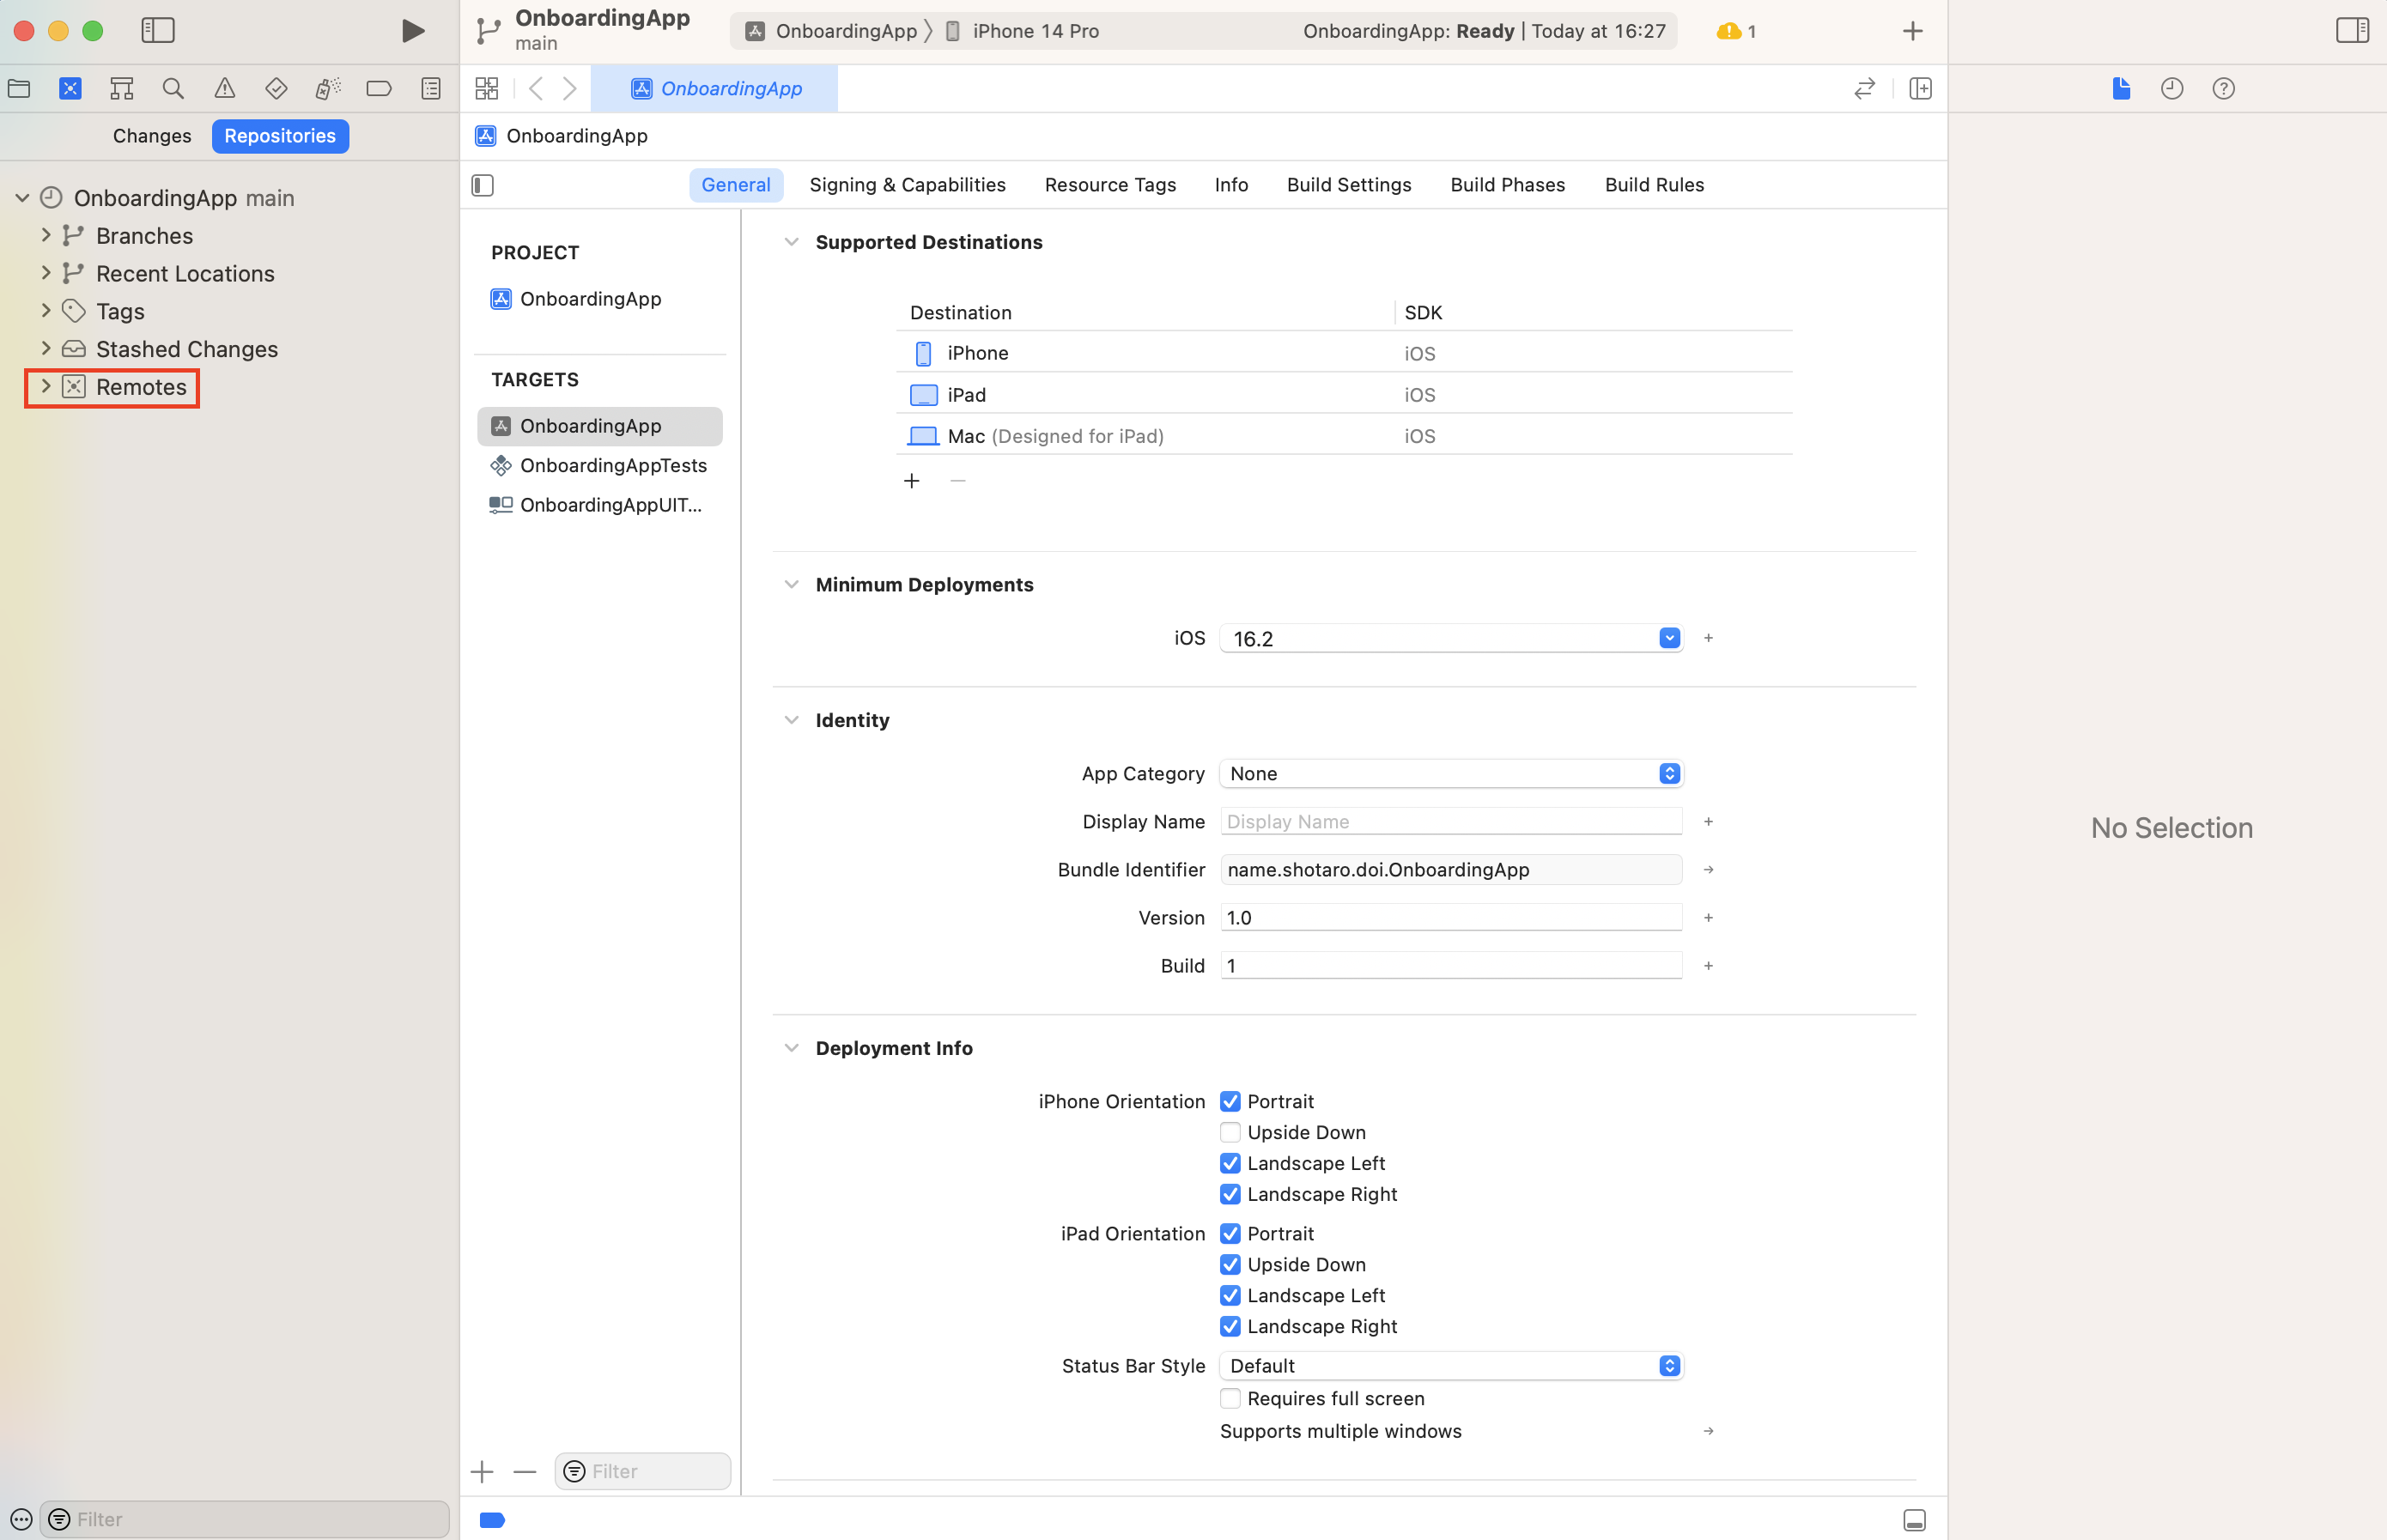 OnboardingApp
main
OnboardingApp
iPhone 14 Pro
OnboardingApp: Ready | Today at 16:27
1
OnboardingApp
Changes
Repositories
OnboardingApp
OnboardingApp main
Branches
Recent Locations
Tags
Stashed Changes
Remotes
General
Signing & Capabilities
Resource Tags
Info
Build Settings
Build Phases
Build Rules
PROJECT
OnboardingApp
TARGETS
OnboardingApp
OnboardingAppTests
OnboardingAppUIT...
Supported Destinations
Destination
SDK
iPhone
iOS
iPad
iOS
Mac (Designed for iPad)
iOS
Minimum Deployments
iOS
16.2
Identity
App Category
None
Display Name
Display Name
Bundle Identifier
name.shotaro.doi.OnboardingApp
Version
1.0
Build
1
Deployment Info
iPhone Orientation
Portrait
Upside Down
Landscape Left
Landscape Right
iPad Orientation
Portrait
Upside Down
Landscape Left
Landscape Right
Status Bar Style
Default
Requires full screen
Supports multiple windows
Filter
Filter
No Selection